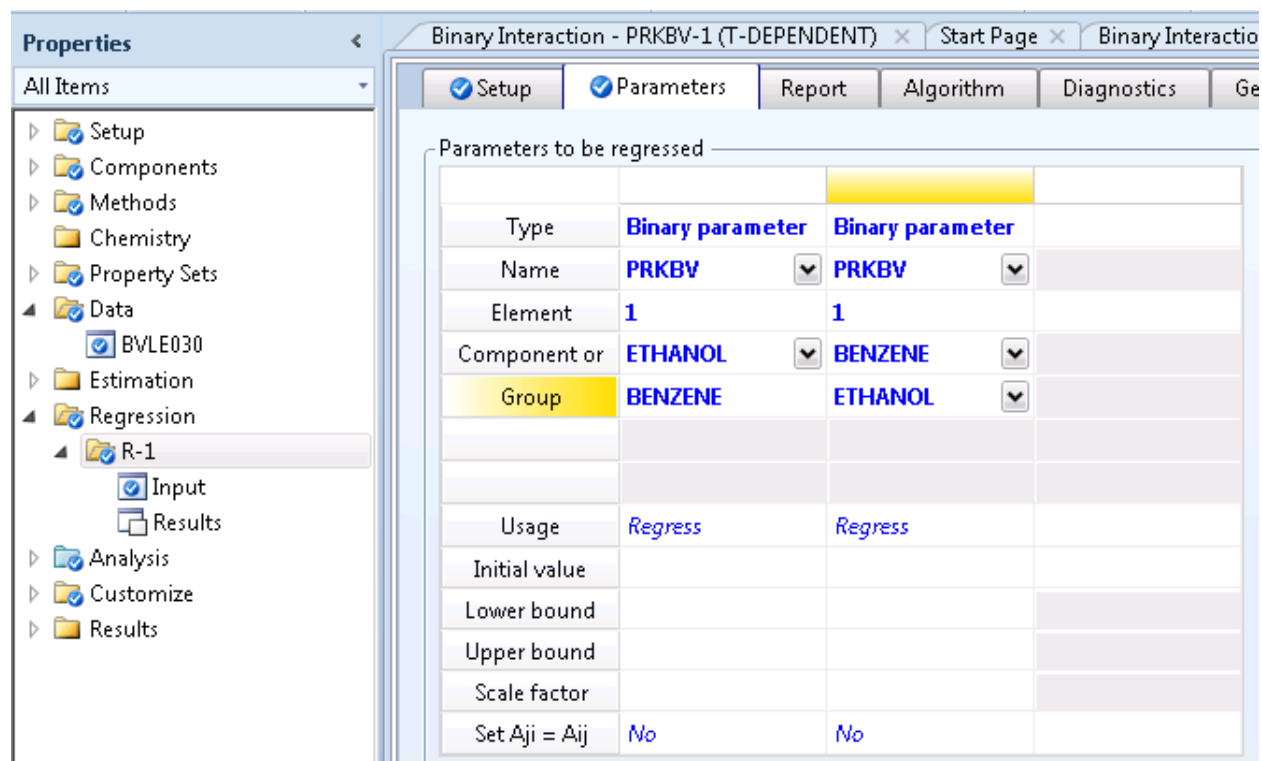 Properties
All Items
Setup
Components
Methods
Chemistry
Property Sets
Data
BVLE030
Estimation
Regression
R-1
Input
Results
Analysis
Customize
Results
Binary Interaction - PRKBV-1 (T-DEPENDENT) Start Page Binary Interactio
Setup Parameters Report Algorithm Diagnostics Ge
Parameters to be regressed
Type Binary parameter Binary parameter
Name PRKBV PRKBV
Element 1 1
Component or ETHANOL BENZENE
Group BENZENE ETHANOL
Usage Regress Regress
Initial value
Lower bound
Upper bound
Scale factor
Set Aji = Aij No No